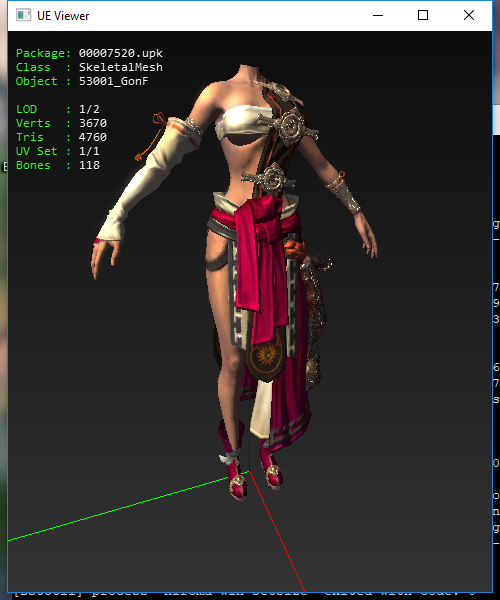 UE Viewer
Package: 00007520.upk
Class : SkeletalMesh
Object : 53001_GonF
LOD : 1/2
Verts : 3670
Tris : 4760
UV Set : 1/1
Bones : 118